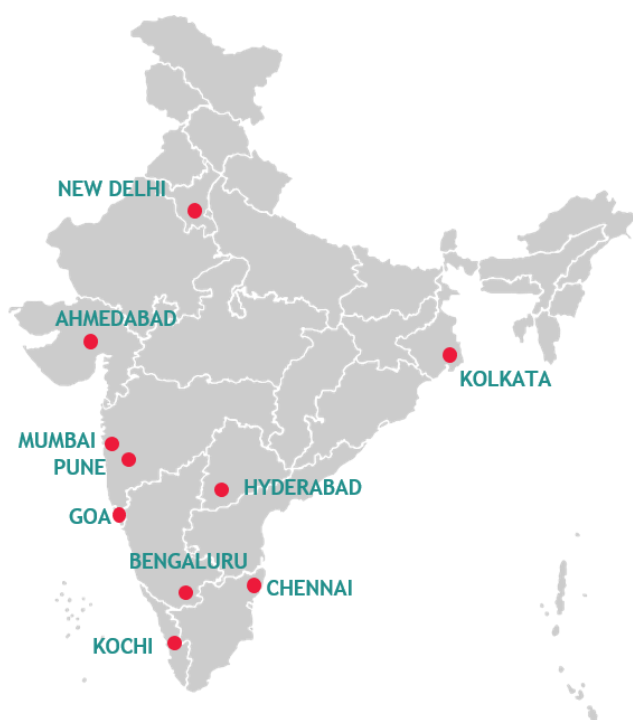 NEW DELHI
AHMEDABAD
KOLKATA
MUMBAI
PUNE
HYDERABAD
GOA
BENGALURU
CHENNAI
KOCHI